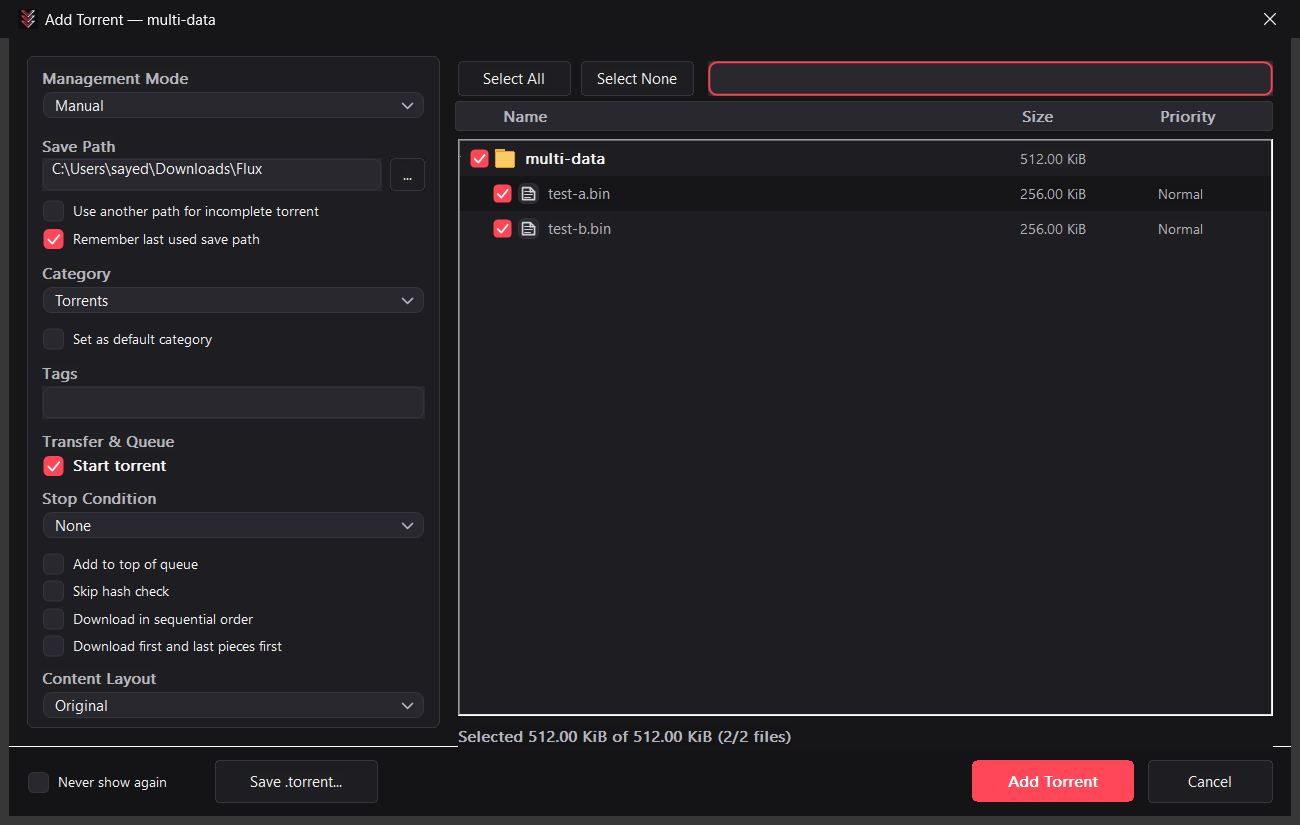 Add Torrent — multi-data
Management Mode
Manual
Save Path
C:\Users\sayed\Downloads\Flux
...
Use another path for incomplete torrent
Remember last used save path
Category
Torrents
Set as default category
Tags
Transfer & Queue
Start torrent
Stop Condition
None
Add to top of queue
Skip hash check
Download in sequential order
Download first and last pieces first
Content Layout
Original
Select All Select None
Name Size Priority
multi-data 512.00 KiB
test-a.bin 256.00 KiB Normal
test-b.bin 256.00 KiB Normal
Selected 512.00 KiB of 512.00 KiB (2/2 files)
Never show again Save .torrent... Add Torrent Cancel